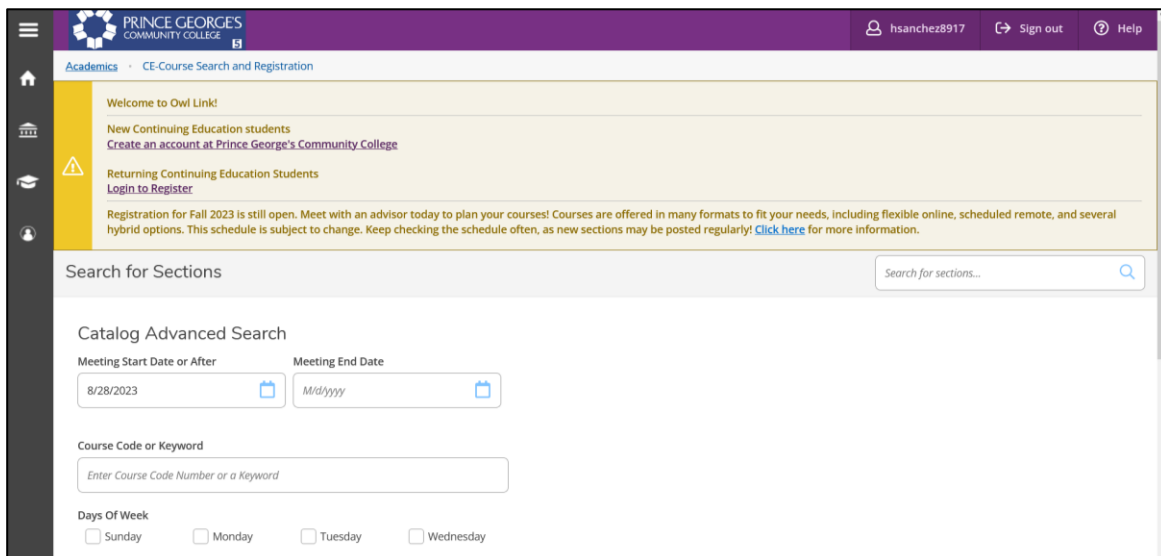 PRINCE GEORGE'S
COMMUNITY COLLEGE
5
hsanchez8917
Sign out
Help
Academics · CE-Course Search and Registration
Welcome to Owl Link!
New Continuing Education students
Create an account at Prince George's Community College
Returning Continuing Education Students
Login to Register
Registration for Fall 2023 is still open. Meet with an advisor today to plan your courses! Courses are offered in many formats to fit your needs, including flexible online, scheduled remote, and several
hybrid options. This schedule is subject to change. Keep checking the schedule often, as new sections may be posted regularly! Click here for more information.
Search for Sections
Search for sections...
Catalog Advanced Search
Meeting Start Date or After
Meeting End Date
8/28/2023
M/d/yyyy
Course Code or Keyword
Enter Course Code Number or a Keyword
Days Of Week
Sunday
Monday
Tuesday
Wednesday